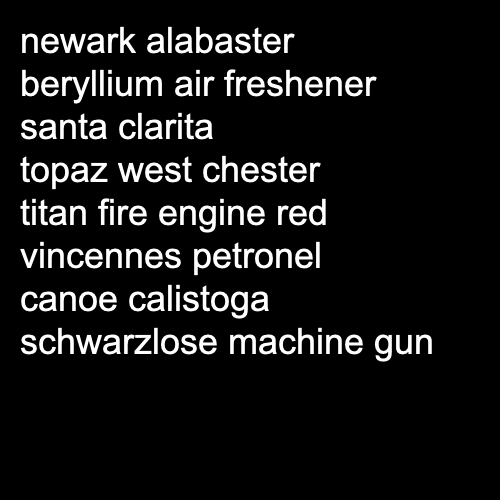 newark alabaster
beryllium air freshener
santa clarita
topaz west chester
titan fire engine red
vincennes petronel
canoe calistoga
schwarzlose machine gun